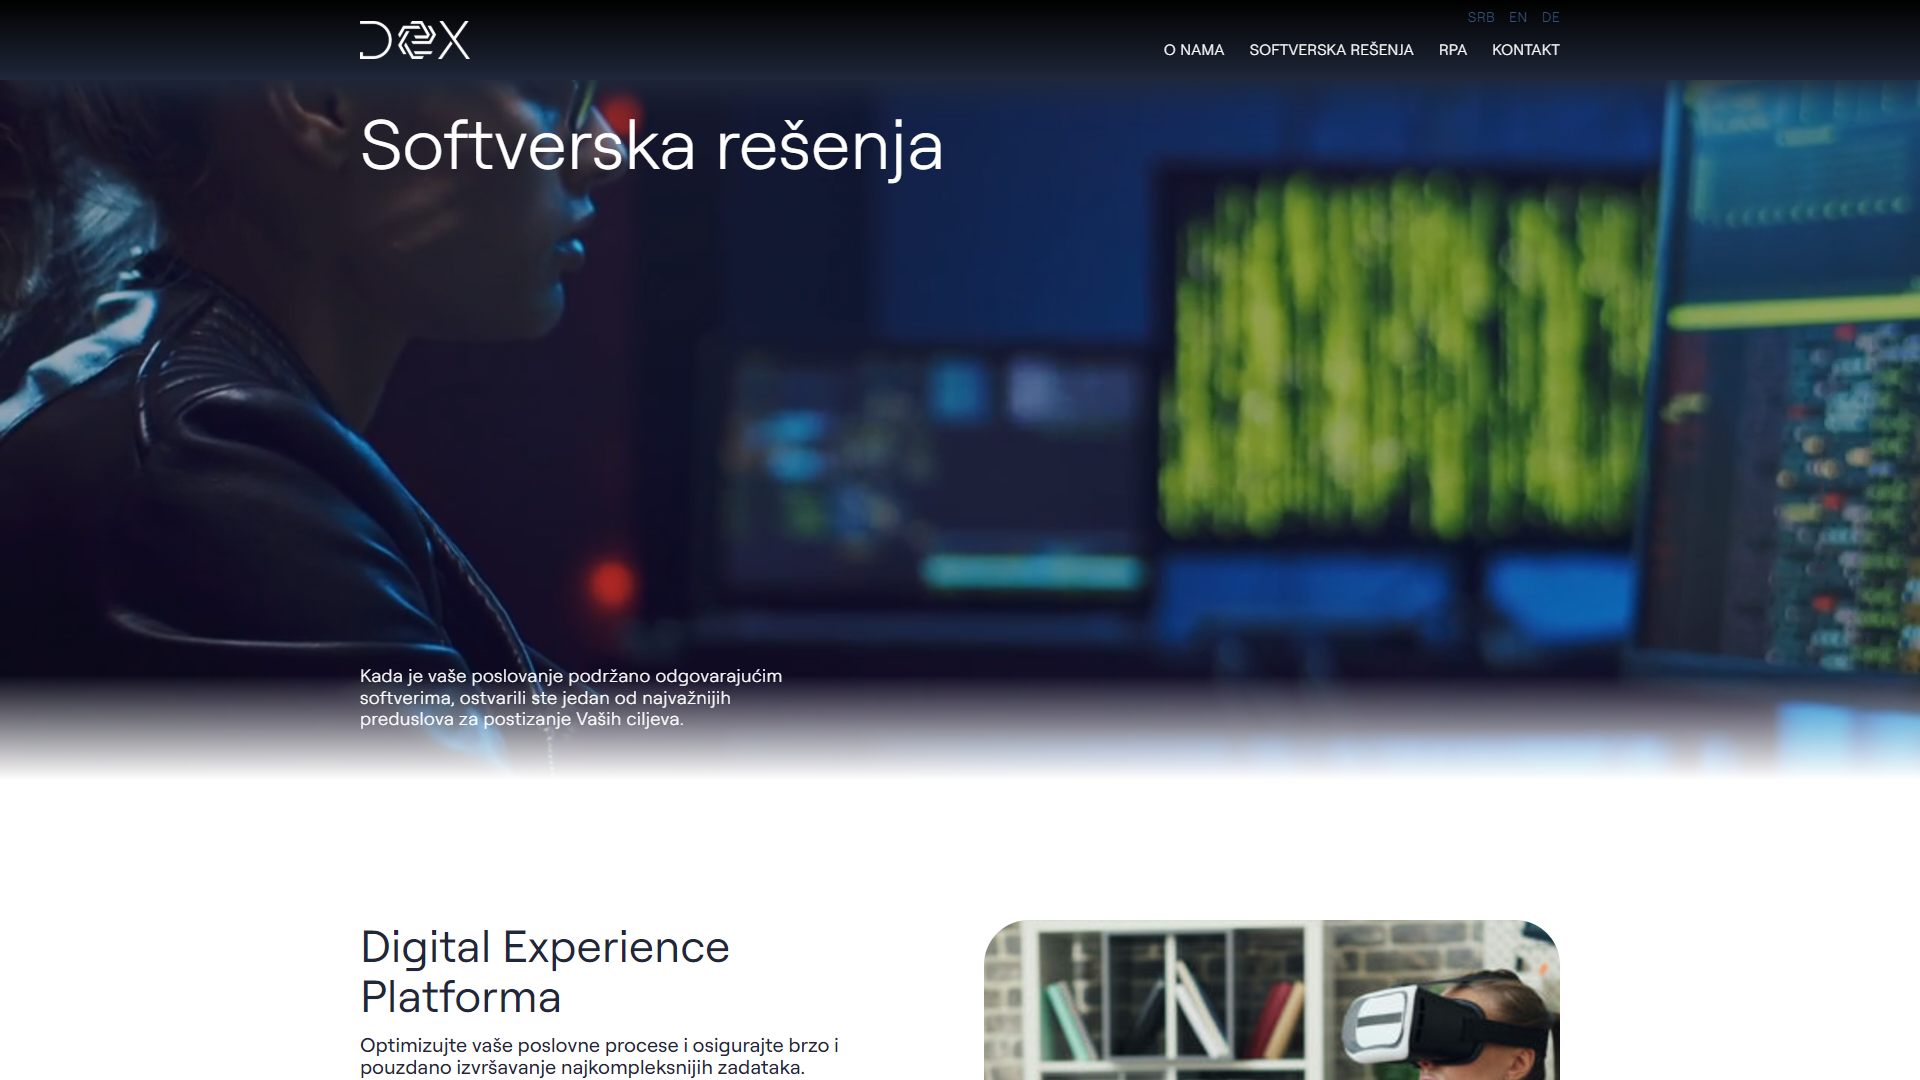 DEX
SRB EN DE
O NAMA SOFTVERSKA REŠENJA RPA KONTAKT
Softverska rešenja
Kada je vaše poslovanje podržano odgovarajućim
softverima, ostvarili ste jedan od najvažnijih
preduslova za postizanje Vaših ciljeva.
Digital Experience
Platforma
Optimizujte vaše poslovne procese i osigurajte brzo i
pouzdano izvršavanje najkompleksnijih zadataka.